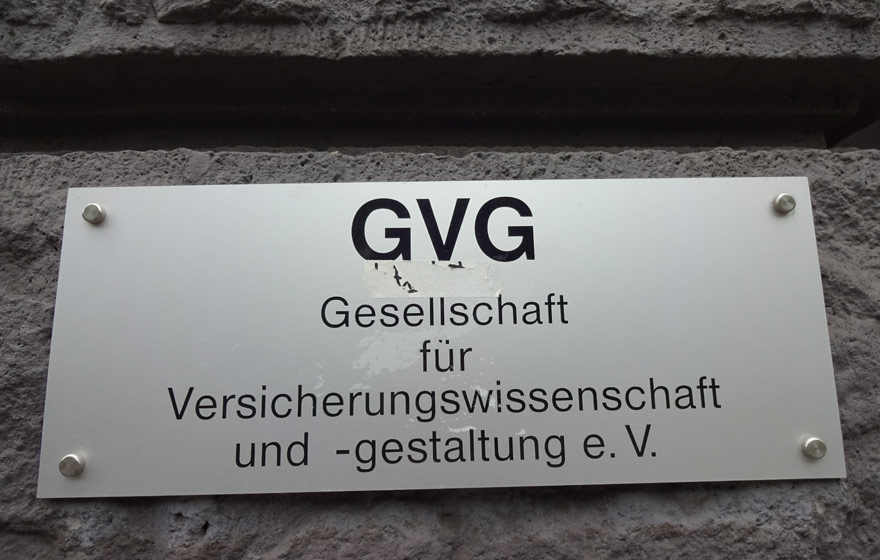 GVG
Gesellschaft
für
Versicherungswissenschaft
und -gestaltung e. V.